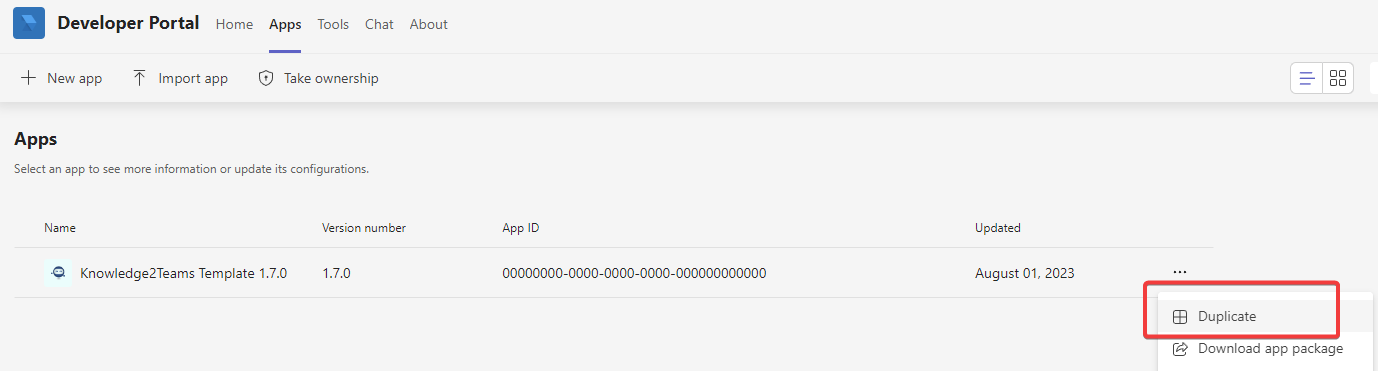 Developer Portal Home Apps Tools Chat About
New app Import app Take ownership
Apps
Select an app to see more information or update its configurations.
Name Version number App ID Updated
Knowledge2Teams Template 1.7.0 1.7.0 00000000-0000-0000-0000-000000000000 August 01, 2023 ...
Duplicate
Download app package